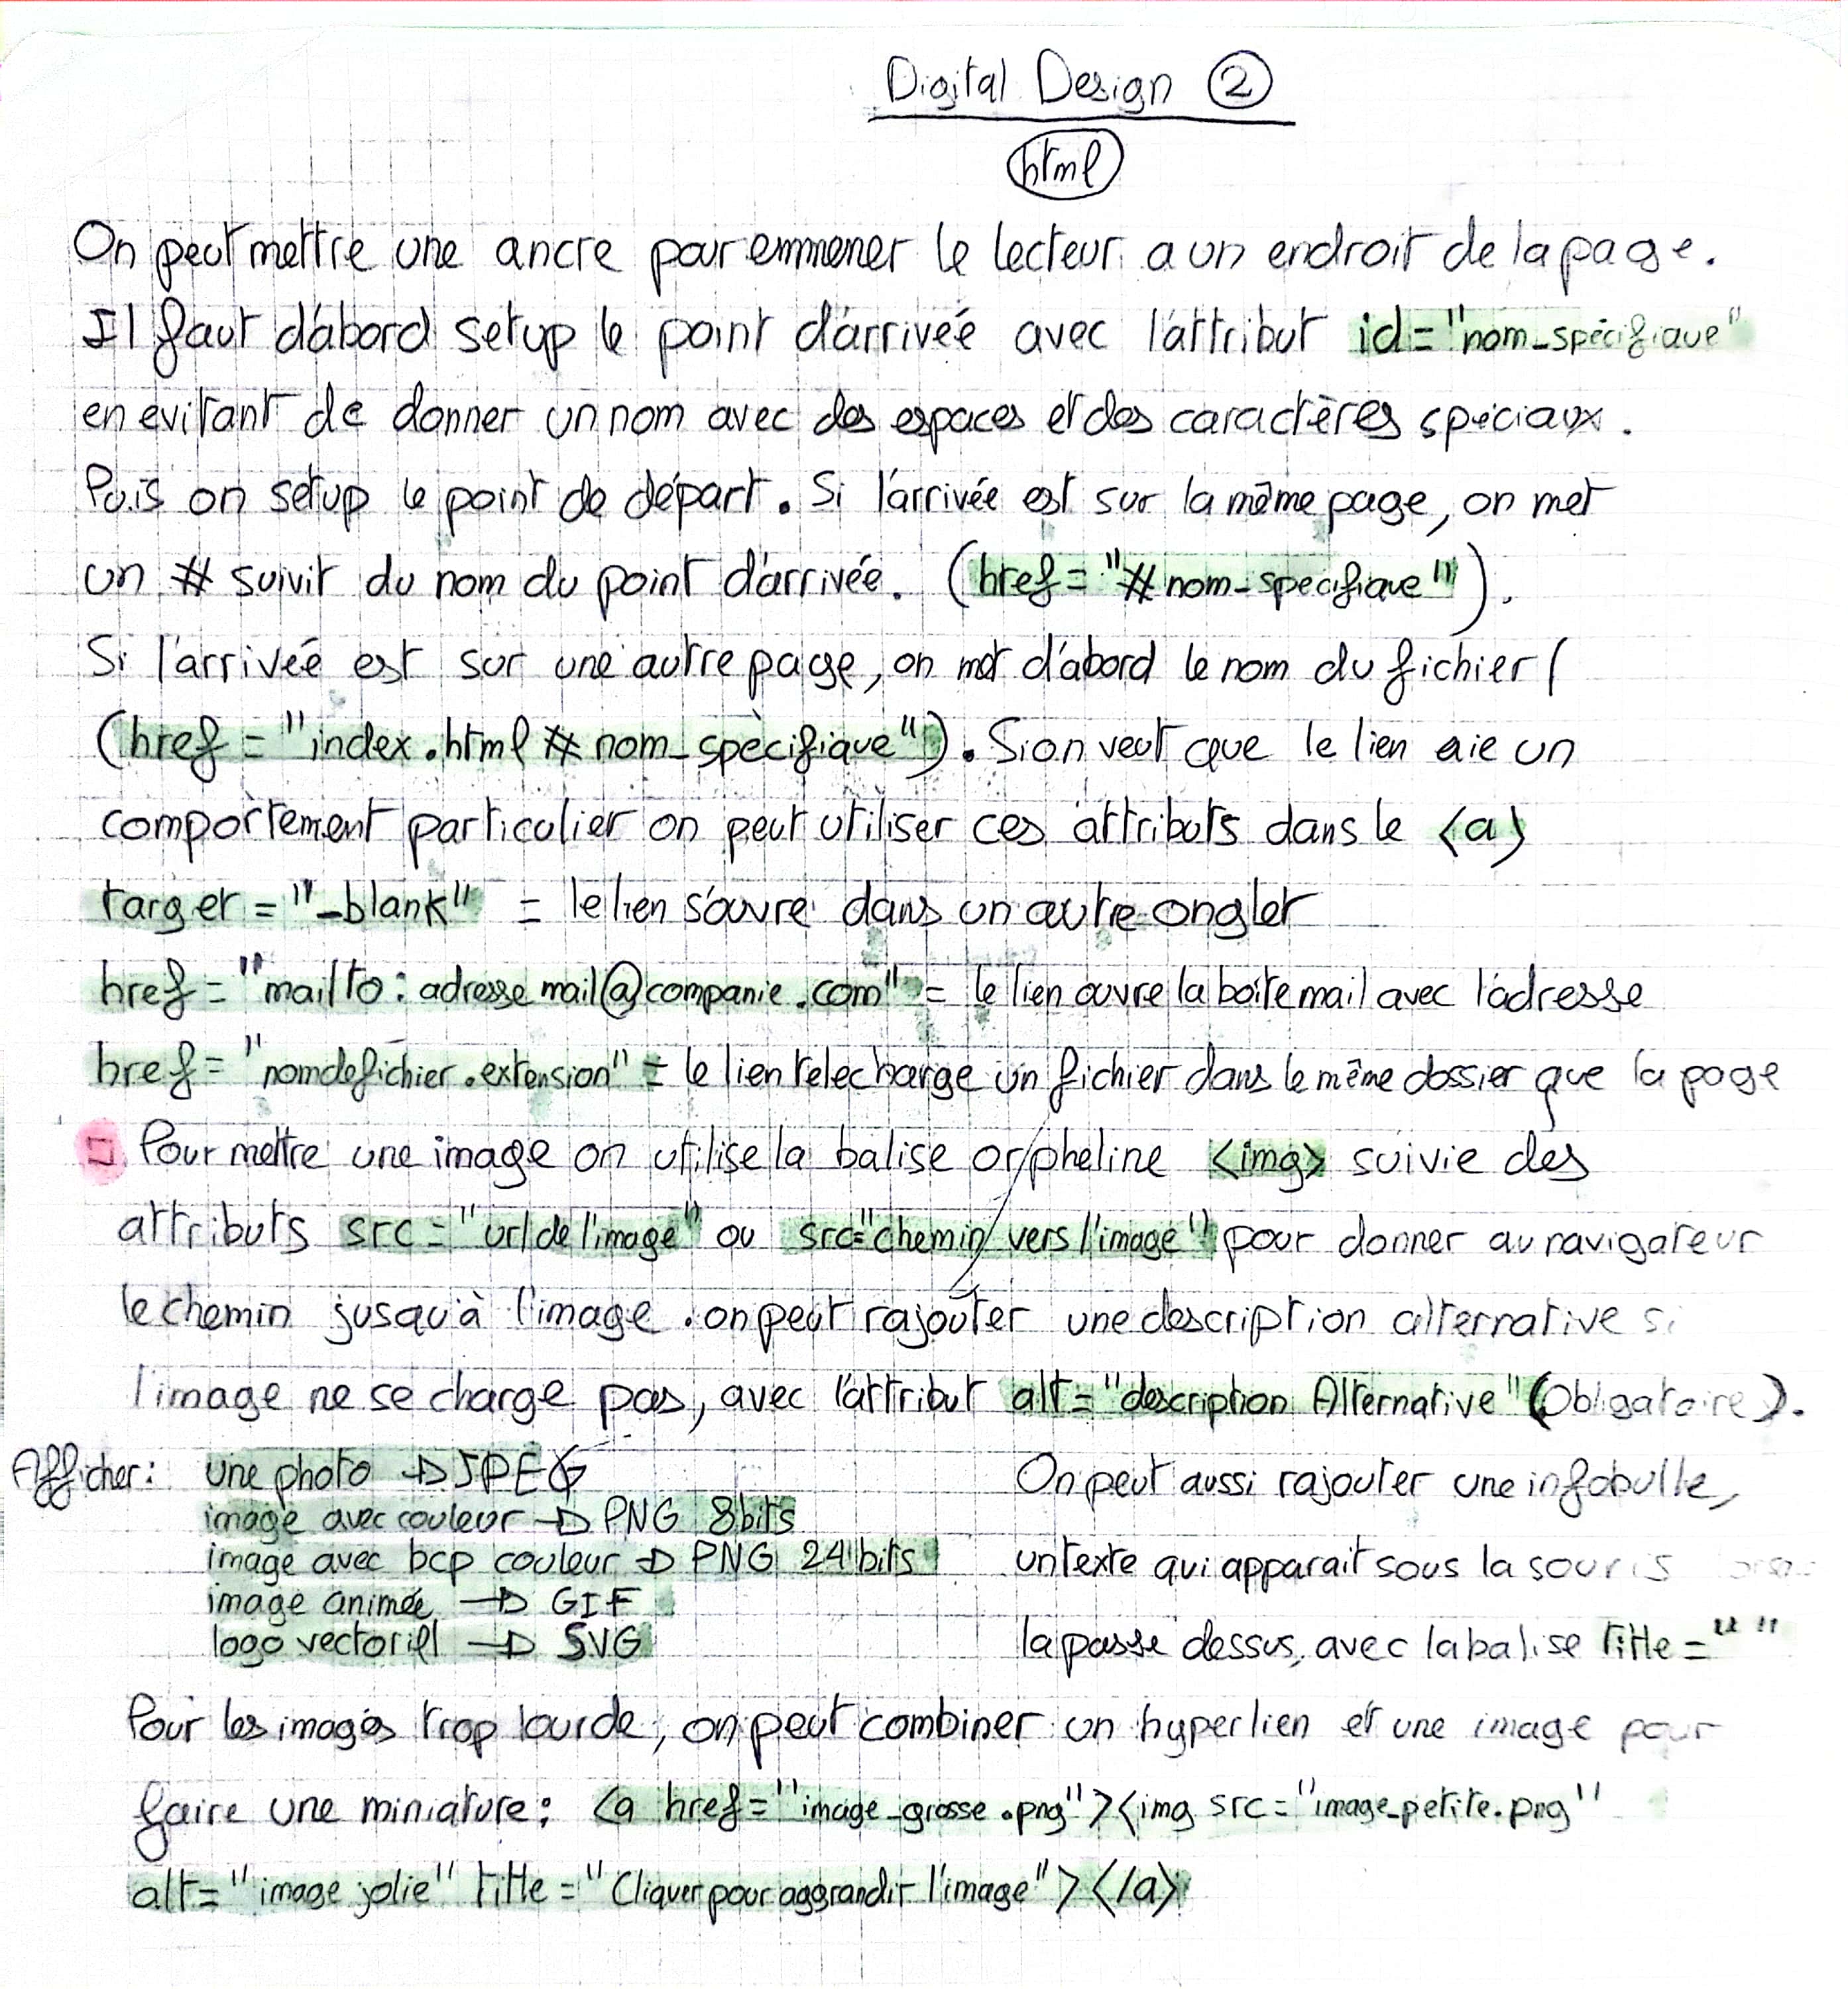 Digital Design 2
html
On peut mettre une ancre pour emmener le lecteur a un endroit de la page.
Il faut d'abord setup le point d'arrivée avec l'attribut id="nom_spécifique"
en evitant de donner un nom avec des espaces et des caractères spéciaux.
Puis on setup le point de départ. Si l'arrivée est sur la même page, on met
un # suivit du nom du point d'arrivée. (href="#nom_specifique").
Si l'arrivée est sur une autre page, on met d'abord le nom du fichier (
(href="index.html#nom_spécifique"). Si on veut que le lien aie un
comportement particulier on peut utiliser ces attributs dans le <a>
target="_blank" = le lien s'ouvre dans un autre onglet
href="mailto:adressemail@companie.com" = le lien ouvre la boite mail avec l'adresse
href="nomdefichier.extension" = le lien telecharge un fichier dans le même dossier que la page
Pour mettre une image on utilise la balise orpheline <img> suivie des
attributs src="url de l'image" ou src="chemin vers l'image" pour donner au navigateur
le chemin jusqu'à l'image. on peut rajouter une description alternative si
l'image ne se charge pas, avec l'attribut alt="description Alternative" (Obligatoire).
Afficher: une photo → JPEG
image avec couleur → PNG 8bits
image avec bcp couleur → PNG 24 bits
image animée → GIF
logo vectoriel → SVG
On peut aussi rajouter une infobulle,
un texte qui apparait sous la souris
la passe dessus, avec la balise title=" "
Pour les images trop lourde, on peut combiner un hyperlien et une image pour
faire une miniature: <a href="image_grosse.png"><img src="image_petite.png"
alt="image jolie" title="Cliquer pour aggrandir l'image"></a>